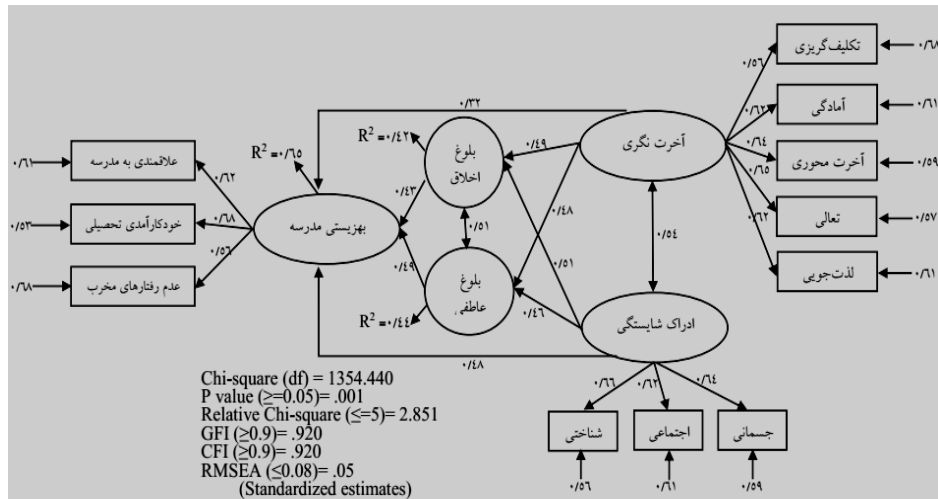 تکلیف‌گریزی
۰/۶۸
۰/۵۶
۰/۳۲
آمادگی
۰/۶۱
۰/۶۲
آخرت نگری
R² =۰/۴۲
بلوغ
اخلاق
۰/۴۹
۰/۶۴
آخرت محوری
۰/۵۹
علاقمندی به مدرسه
۰/۶۱
R² =۰/۶۵
۰/۶۲
۰/۴۳
۰/۶۵
تعالی
۰/۵۷
خودکارآمدی تحصیلی
۰/۵۳
۰/۶۸
بهزیستی مدرسه
۰/۵۱
۰/۴۸
۰/۵۴
۰/۶۲
لذت‌جویی
۰/۶۱
عدم رفتارهای مخرب
۰/۶۸
۰/۵۶
۰/۴۹
بلوغ
عاطفی
۰/۵۱
۰/۴۶
R² =۰/۴۴
ادراک شایستگی
۰/۴۸
۰/۶۶
۰/۶۲
۰/۶۴
شناختی
اجتماعی
جسمانی
۰/۵۶
۰/۶۱
۰/۵۹
Chi-square (df) = 1354.440
P value (≥=0.05)= .001
Relative Chi-square (≤=5)= 2.851
GFI (≥0.9)= .920
CFI (≥0.9)= .920
RMSEA (≤0.08)= .05
(Standardized estimates)